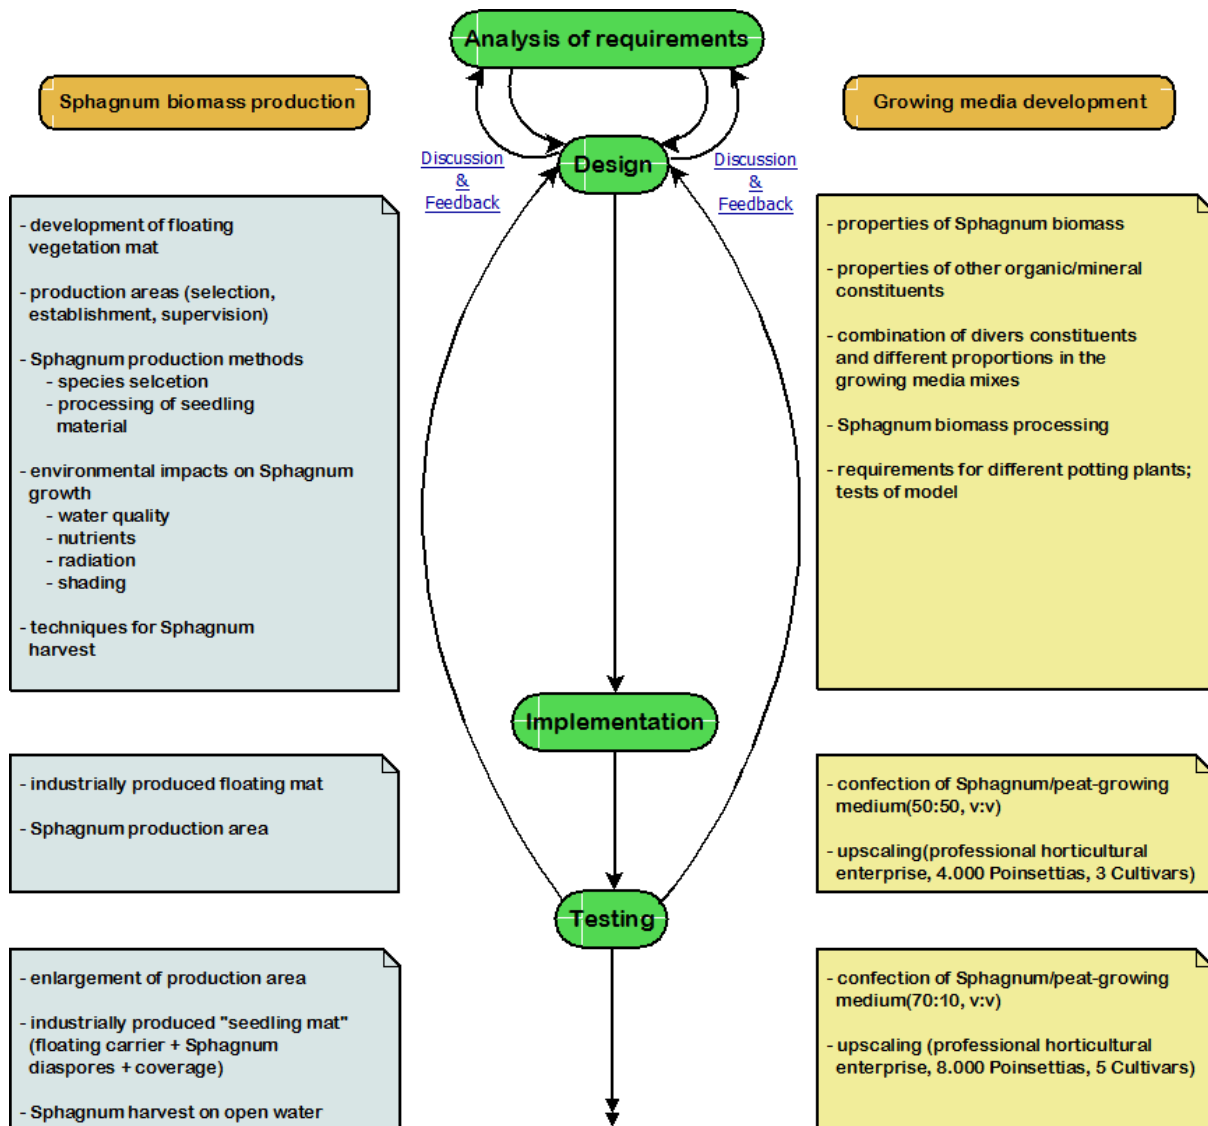 Analysis of requirements
Sphagnum biomass production
Growing media development
Discussion
&
Feedback
Design
Discussion
&
Feedback
- development of floating
vegetation mat
- production areas (selection,
establishment, supervision)
- Sphagnum production methods
- species selcetion
- processing of seedling
material
- environmental impacts on Sphagnum
growth
- water quality
- nutrients
- radiation
- shading
- techniques for Sphagnum
harvest
- properties of Sphagnum biomass
- properties of other organic/mineral
constituents
- combination of divers constituents
and different proportions in the
growing media mixes
- Sphagnum biomass processing
- requirements for different potting plants;
tests of model
Implementation
- industrially produced floating mat
- Sphagnum production area
- confection of Sphagnum/peat-growing
medium(50:50, v:v)
- upscaling(professional horticultural
enterprise, 4.000 Poinsettias, 3 Cultivars)
Testing
- enlargement of production area
- industrially produced "seedling mat"
(floating carrier + Sphagnum
diaspores + coverage)
- Sphagnum harvest on open water
- confection of Sphagnum/peat-growing
medium(70:10, v:v)
- upscaling (professional horticultural
enterprise, 8.000 Poinsettias, 5 Cultivars)